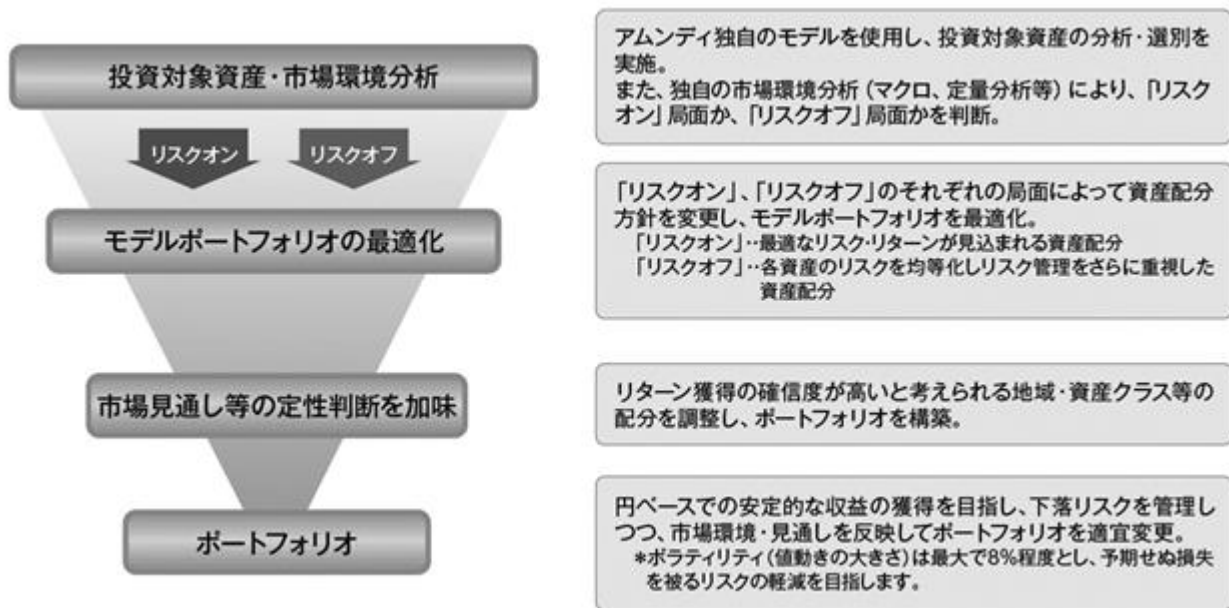 投資対象資産・市場環境分析
アムンディ独自のモデルを使用し、投資対象資産の分析・選別を
実施。
また、独自の市場環境分析（マクロ、定量分析等）により、「リスク
オン」局面か、「リスクオフ」局面かを判断。
リスクオン
リスクオフ
モデルポートフォリオの最適化
「リスクオン」、「リスクオフ」のそれぞれの局面によって資産配分
方針を変更し、モデルポートフォリオを最適化。
「リスクオン」‥最適なリスク・リターンが見込まれる資産配分
「リスクオフ」‥各資産のリスクを均等化しリスク管理をさらに重視した
資産配分
市場見通し等の定性判断を加味
リターン獲得の確信度が高いと考えられる地域・資産クラス等の
配分を調整し、ポートフォリオを構築。
ポートフォリオ
円ベースでの安定的な収益の獲得を目指し、下落リスクを管理し
つつ、市場環境・見通しを反映してポートフォリオを適宜変更。
*ボラティリティ（値動きの大きさ）は最大で8%程度とし、予期せぬ損失
を被るリスクの軽減を目指します。